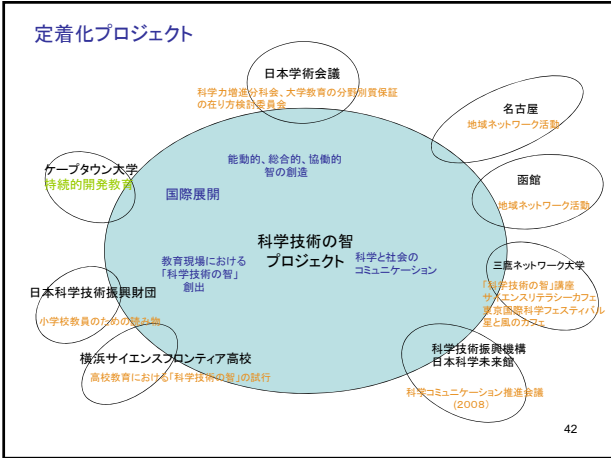 定着化プロジェクト
日本学術会議
科学力増進分科会、大学教育の分野別質保証
の在り方検討委員会
名古屋
地域ネットワーク活動
能動的、総合的、協働的
智の創造
ケープタウン大学
持続的開発教育
国際展開
函館
地域ネットワーク活動
科学技術の智
プロジェクト
教育現場における
「科学技術の智」
創出
科学と社会の
コミュニケーション
三鷹ネットワーク大学
「科学技術の智」講座
サイエンスリテラシーカフェ
東京国際科学フェスティバル
星と風のカフェ
日本科学技術振興財団
小学校教員のための読み物
横浜サイエンスフロンティア高校
高校教育における「科学技術の智」の試行
科学技術振興機構
日本科学未来館
科学コミュニケーション推進会議
(2008)
42